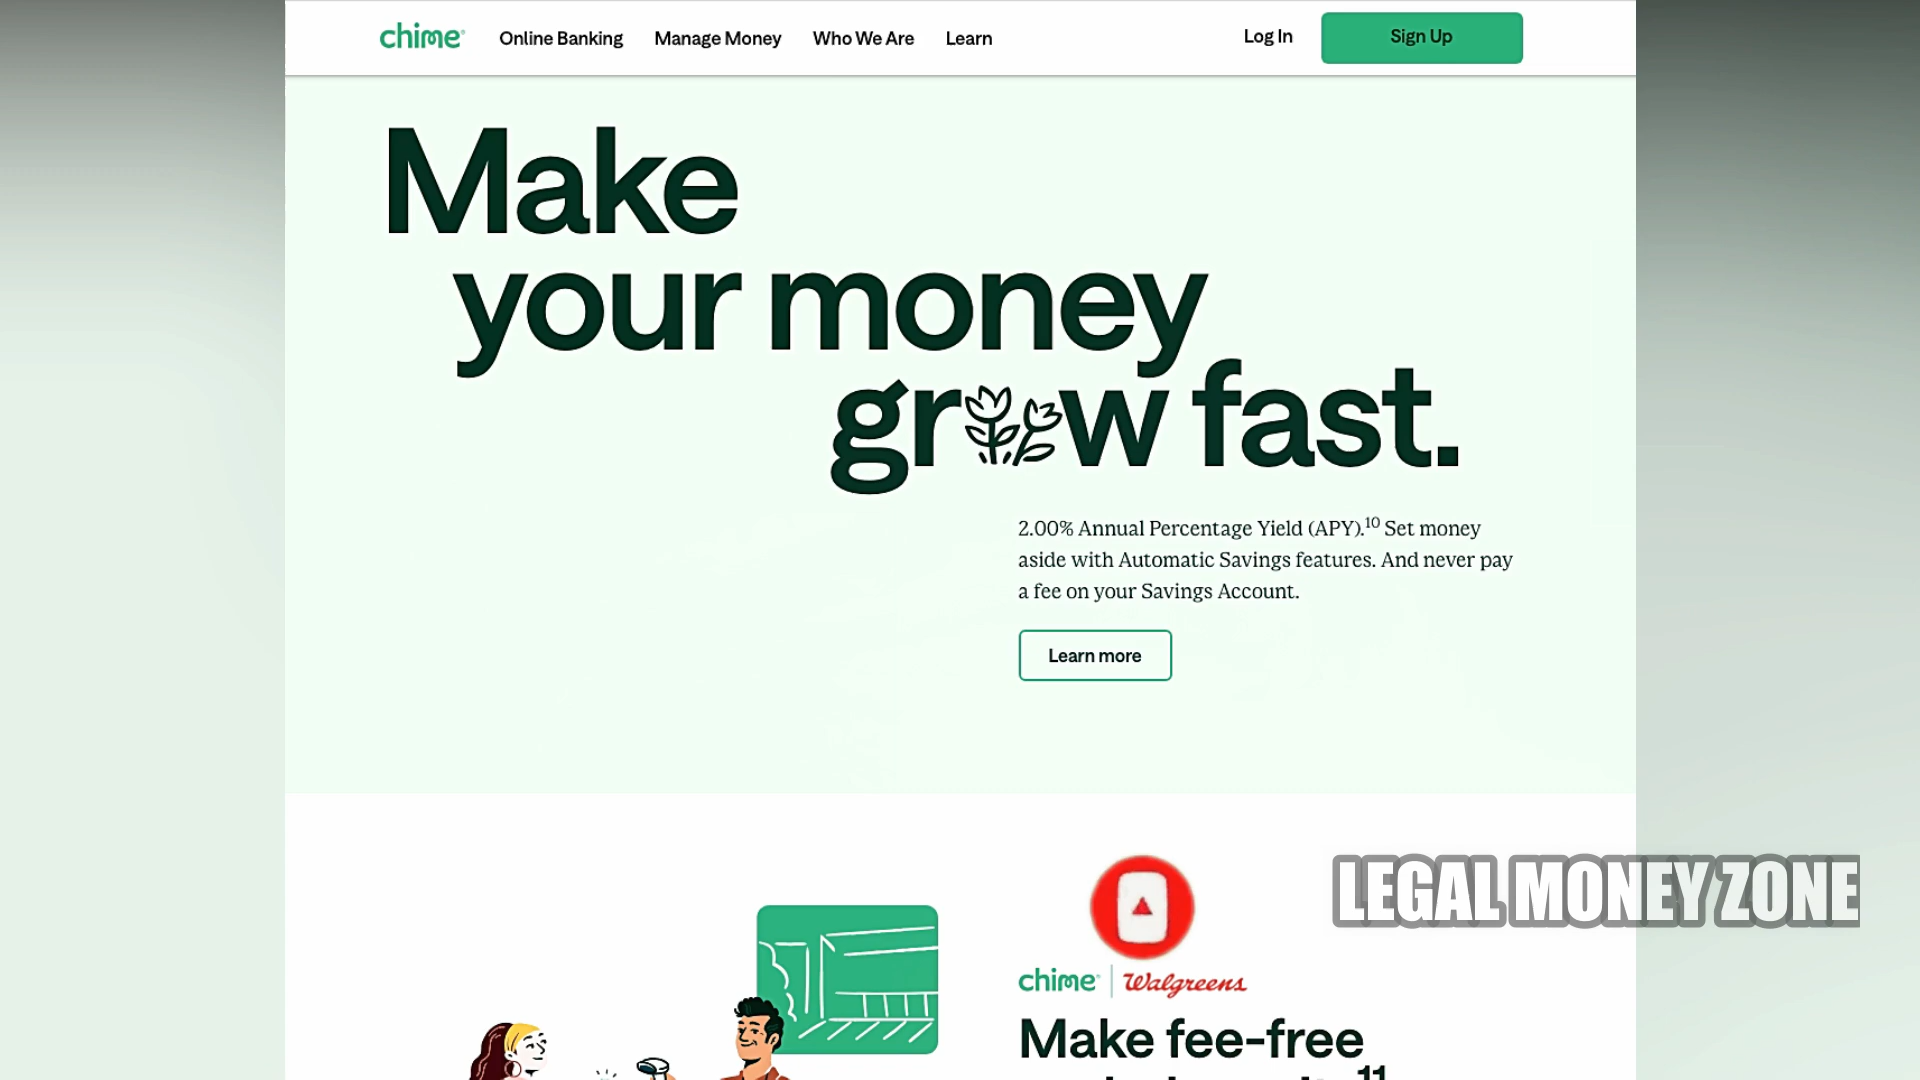 chime
Online Banking
Manage Money
Who We Are
Learn
Log In
Sign Up
Make
your money
grow fast.
2.00% Annual Percentage Yield (APY).10 Set money
aside with Automatic Savings features. And never pay
a fee on your Savings Account.
Learn more
LEGAL MONEY ZONE
chime | Walgreens
Make fee-free
11